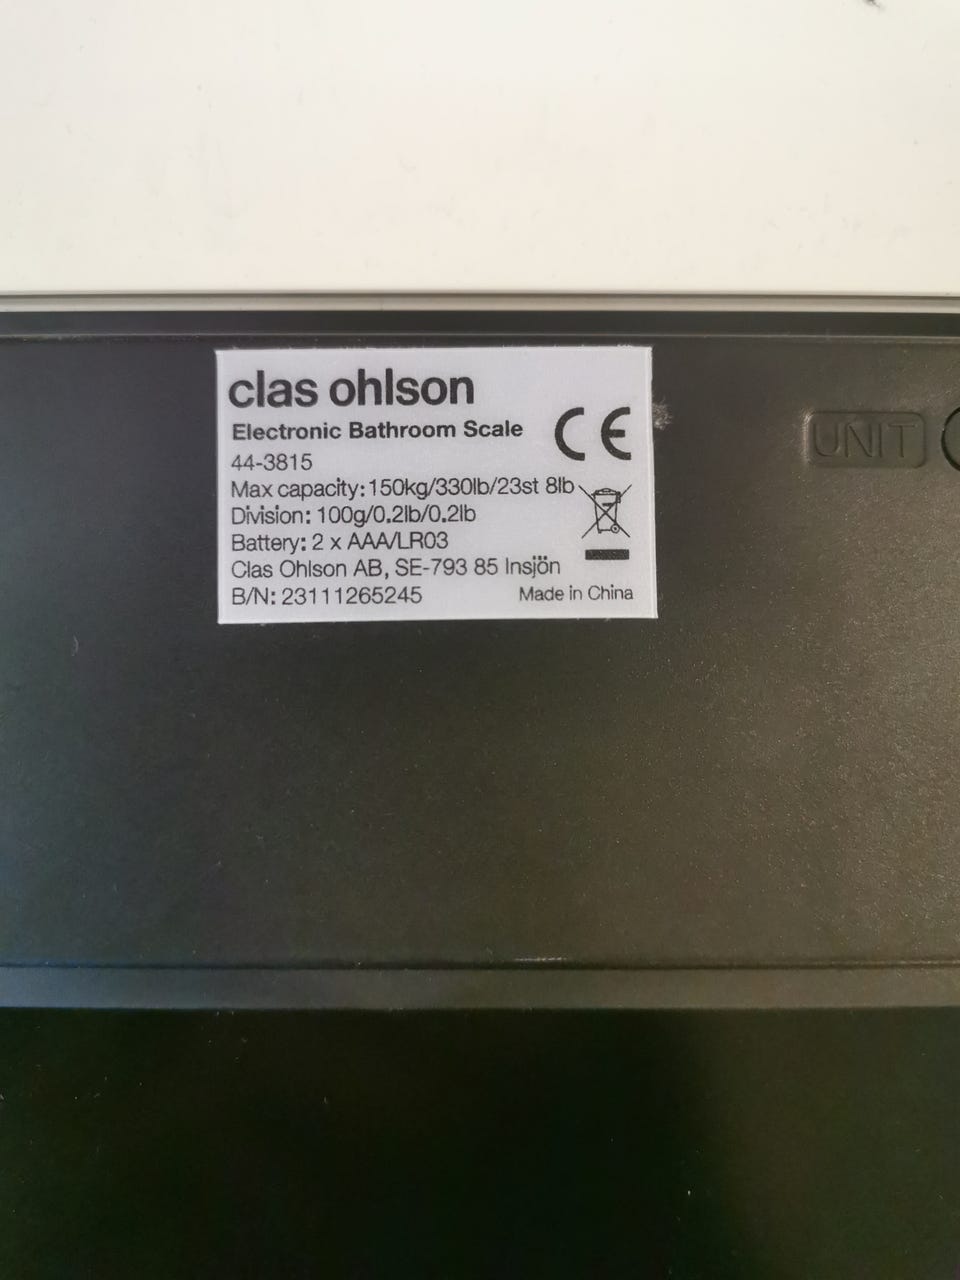 clas ohlson
Electronic Bathroom Scale
CE
44-3815
Max capacity: 150kg/330lb/23st 8lb
Division: 100g/0.2lb/0.2lb
Battery: 2 x AAA/LR03
Clas Ohlson AB, SE-793 85 Insjön
B/N: 23111265245
Made in China
UNIT